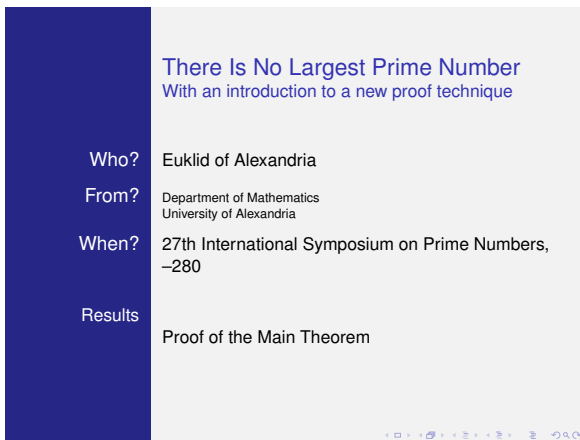 There Is No Largest Prime Number
With an introduction to a new proof technique
Who?
Euklid of Alexandria
From?
Department of Mathematics
University of Alexandria
When?
27th International Symposium on Prime Numbers,
–280
Results
Proof of the Main Theorem